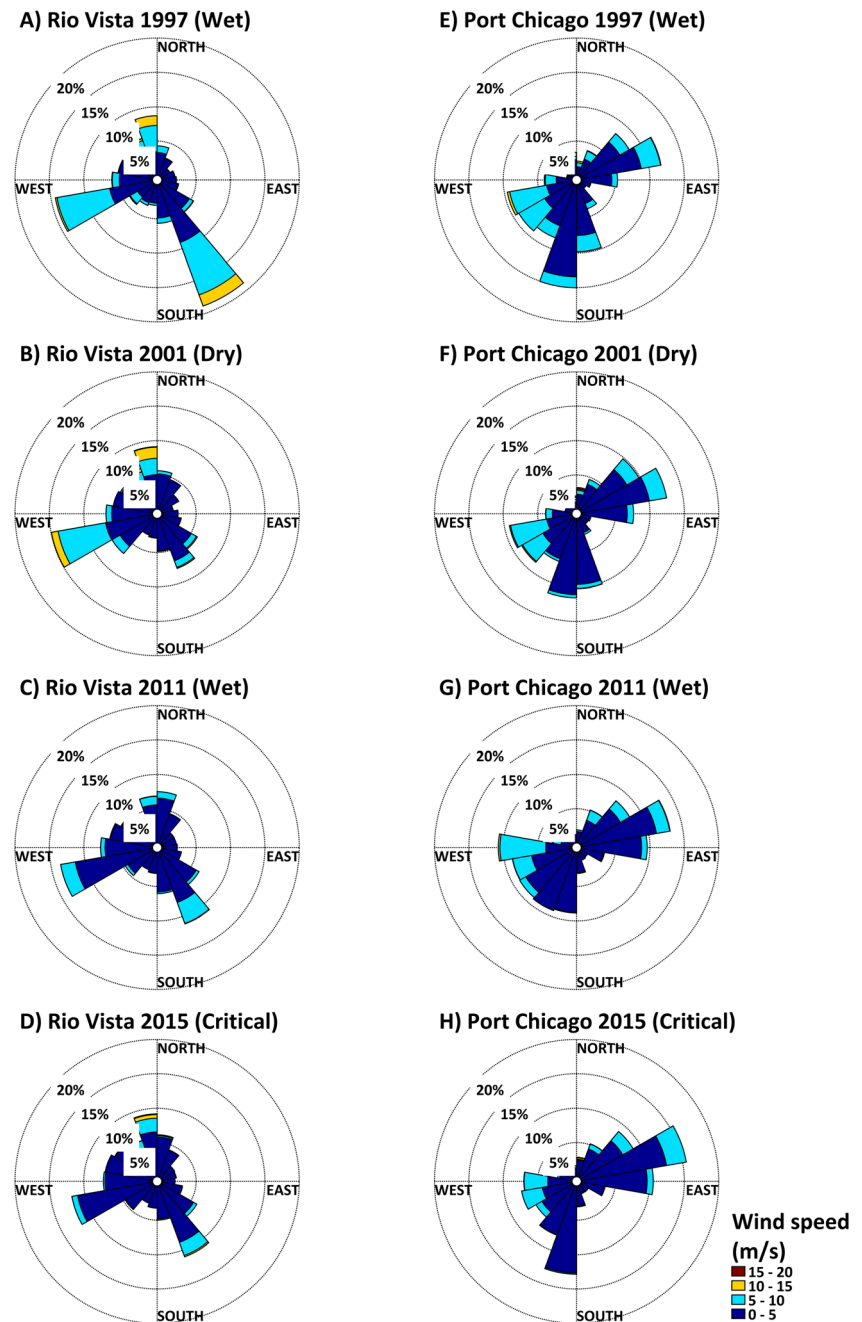 A) Rio Vista 1997 (Wet)
NORTH
20%
15%
10%
5%
WEST
EAST
SOUTH
E) Port Chicago 1997 (Wet)
NORTH
20%
15%
10%
5%
WEST
EAST
SOUTH
B) Rio Vista 2001 (Dry)
NORTH
20%
15%
10%
5%
WEST
EAST
SOUTH
F) Port Chicago 2001 (Dry)
NORTH
20%
15%
10%
5%
WEST
EAST
SOUTH
C) Rio Vista 2011 (Wet)
NORTH
20%
15%
10%
5%
WEST
EAST
SOUTH
G) Port Chicago 2011 (Wet)
NORTH
20%
15%
10%
5%
WEST
EAST
SOUTH
D) Rio Vista 2015 (Critical)
NORTH
20%
15%
10%
5%
WEST
EAST
SOUTH
H) Port Chicago 2015 (Critical)
NORTH
20%
15%
10%
5%
WEST
EAST
SOUTH
Wind speed
(m/s)
15 - 20
10 - 15
5 - 10
0 - 5